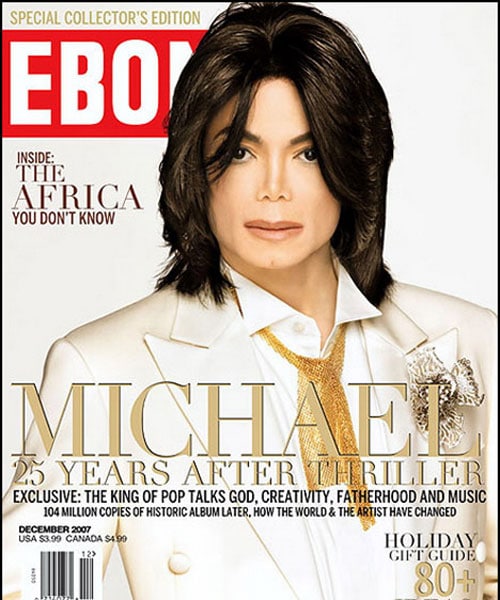 SPECIAL COLLECTOR'S EDITION
EBO
INSIDE:
THE
AFRICA
YOU DON'T KNOW
MICHAEL
25 YEARS AFTER THRILLER
EXCLUSIVE: THE KING OF POP TALKS GOD, CREATIVITY, FATHERHOOD AND MUSIC
104 MILLION COPIES OF HISTORIC ALBUM LATER, HOW THE WORLD & THE ARTIST HAVE CHANGED
DECEMBER 2007
USA $3.99 CANADA $4.99
12>
HOLIDAY
GIFT GUIDE
80+